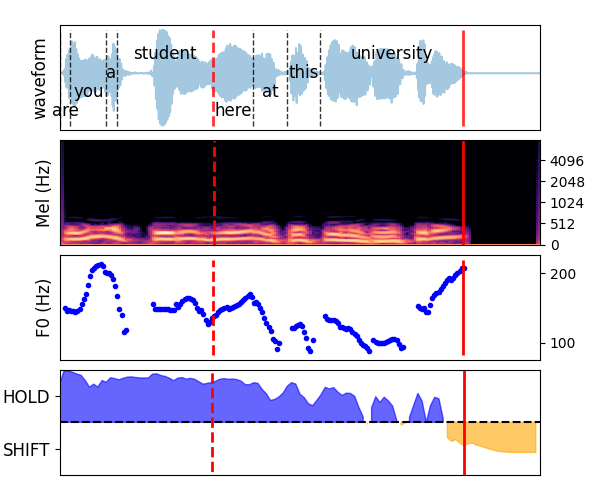 waveform
are
you
a
student
here
at
this
university
Mel (Hz)
4096
2048
1024
512
0
F0 (Hz)
200
100
HOLD
SHIFT